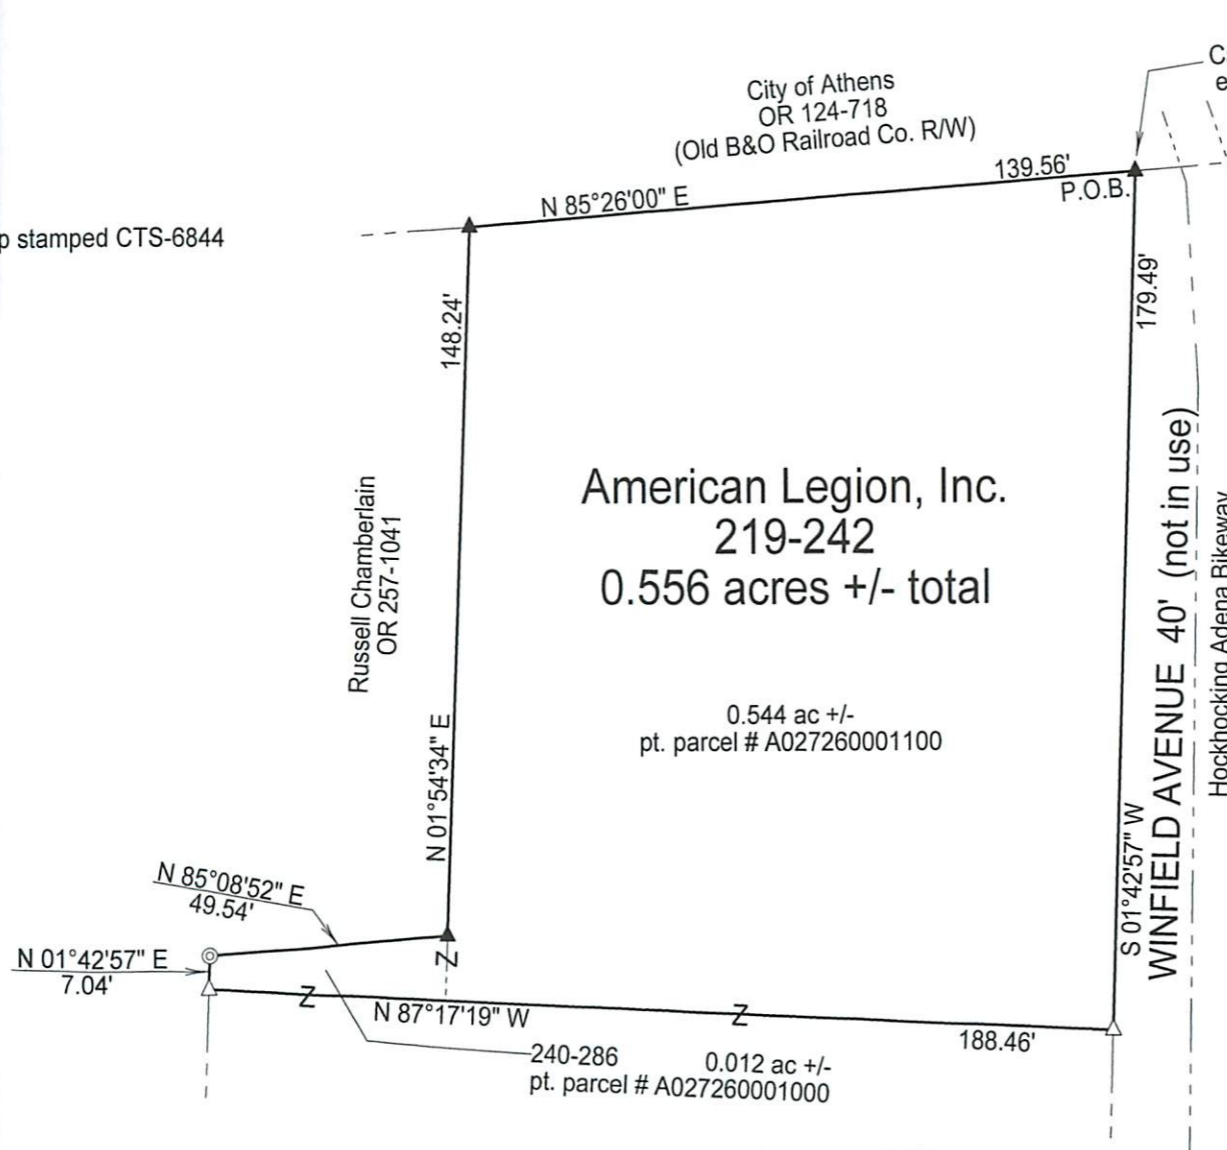 City of Athens
OR 124-718
(Old B&O Railroad Co. R/W)
139.56'
P.O.B.
N 85°26'00" E
p stamped CTS-6844
148.24'
179.49'
American Legion, Inc.
219-242
0.556 acres +/- total
Russell Chamberlain
OR 257-1041
WINFIELD AVENUE 40' (not in use)
Hockhocking Adena Bikeway
0.544 ac +/-
pt. parcel # A027260001100
N 01°54'34" E
S 01°42'57" W
N 85°08'52" E
49.54'
N 01°42'57" E
7.04'
Z
Z
Z
N 87°17'19" W
188.46'
240-286 0.012 ac +/-
pt. parcel # A027260001000